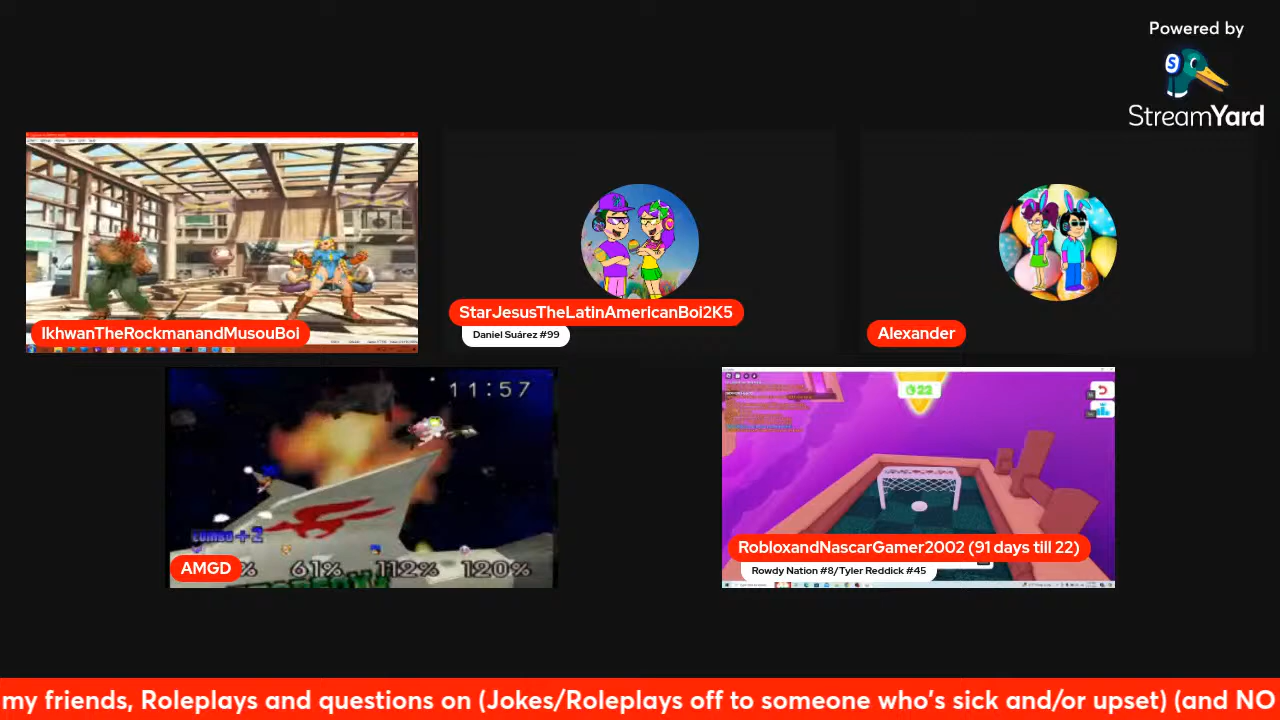 Powered by
StreamYard
IkhwanTheRockmanandMusouBoi
StarJesusTheLatinAmericanBoi2K5
Daniel Suárez #99
Alexander
11:57
AMGD
%
61%
112%
120%
22
RobloxandNascarGamer2002 (91 days till 22)
Rowdy Nation #8/Tyler Reddick #45
my friends, Roleplays and questions on (Jokes/Roleplays off to someone who's sick and/or upset) (and NO